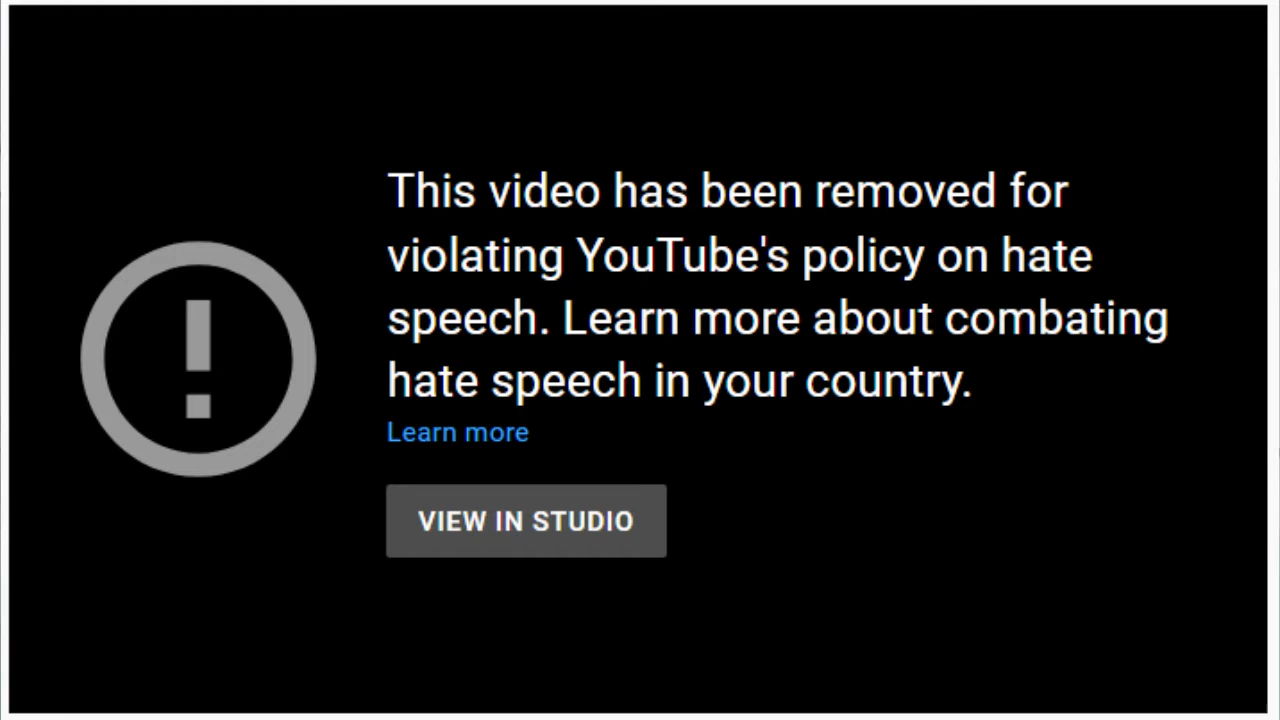 This video has been removed for
violating YouTube's policy on hate
speech. Learn more about combating
hate speech in your country.
Learn more
VIEW IN STUDIO